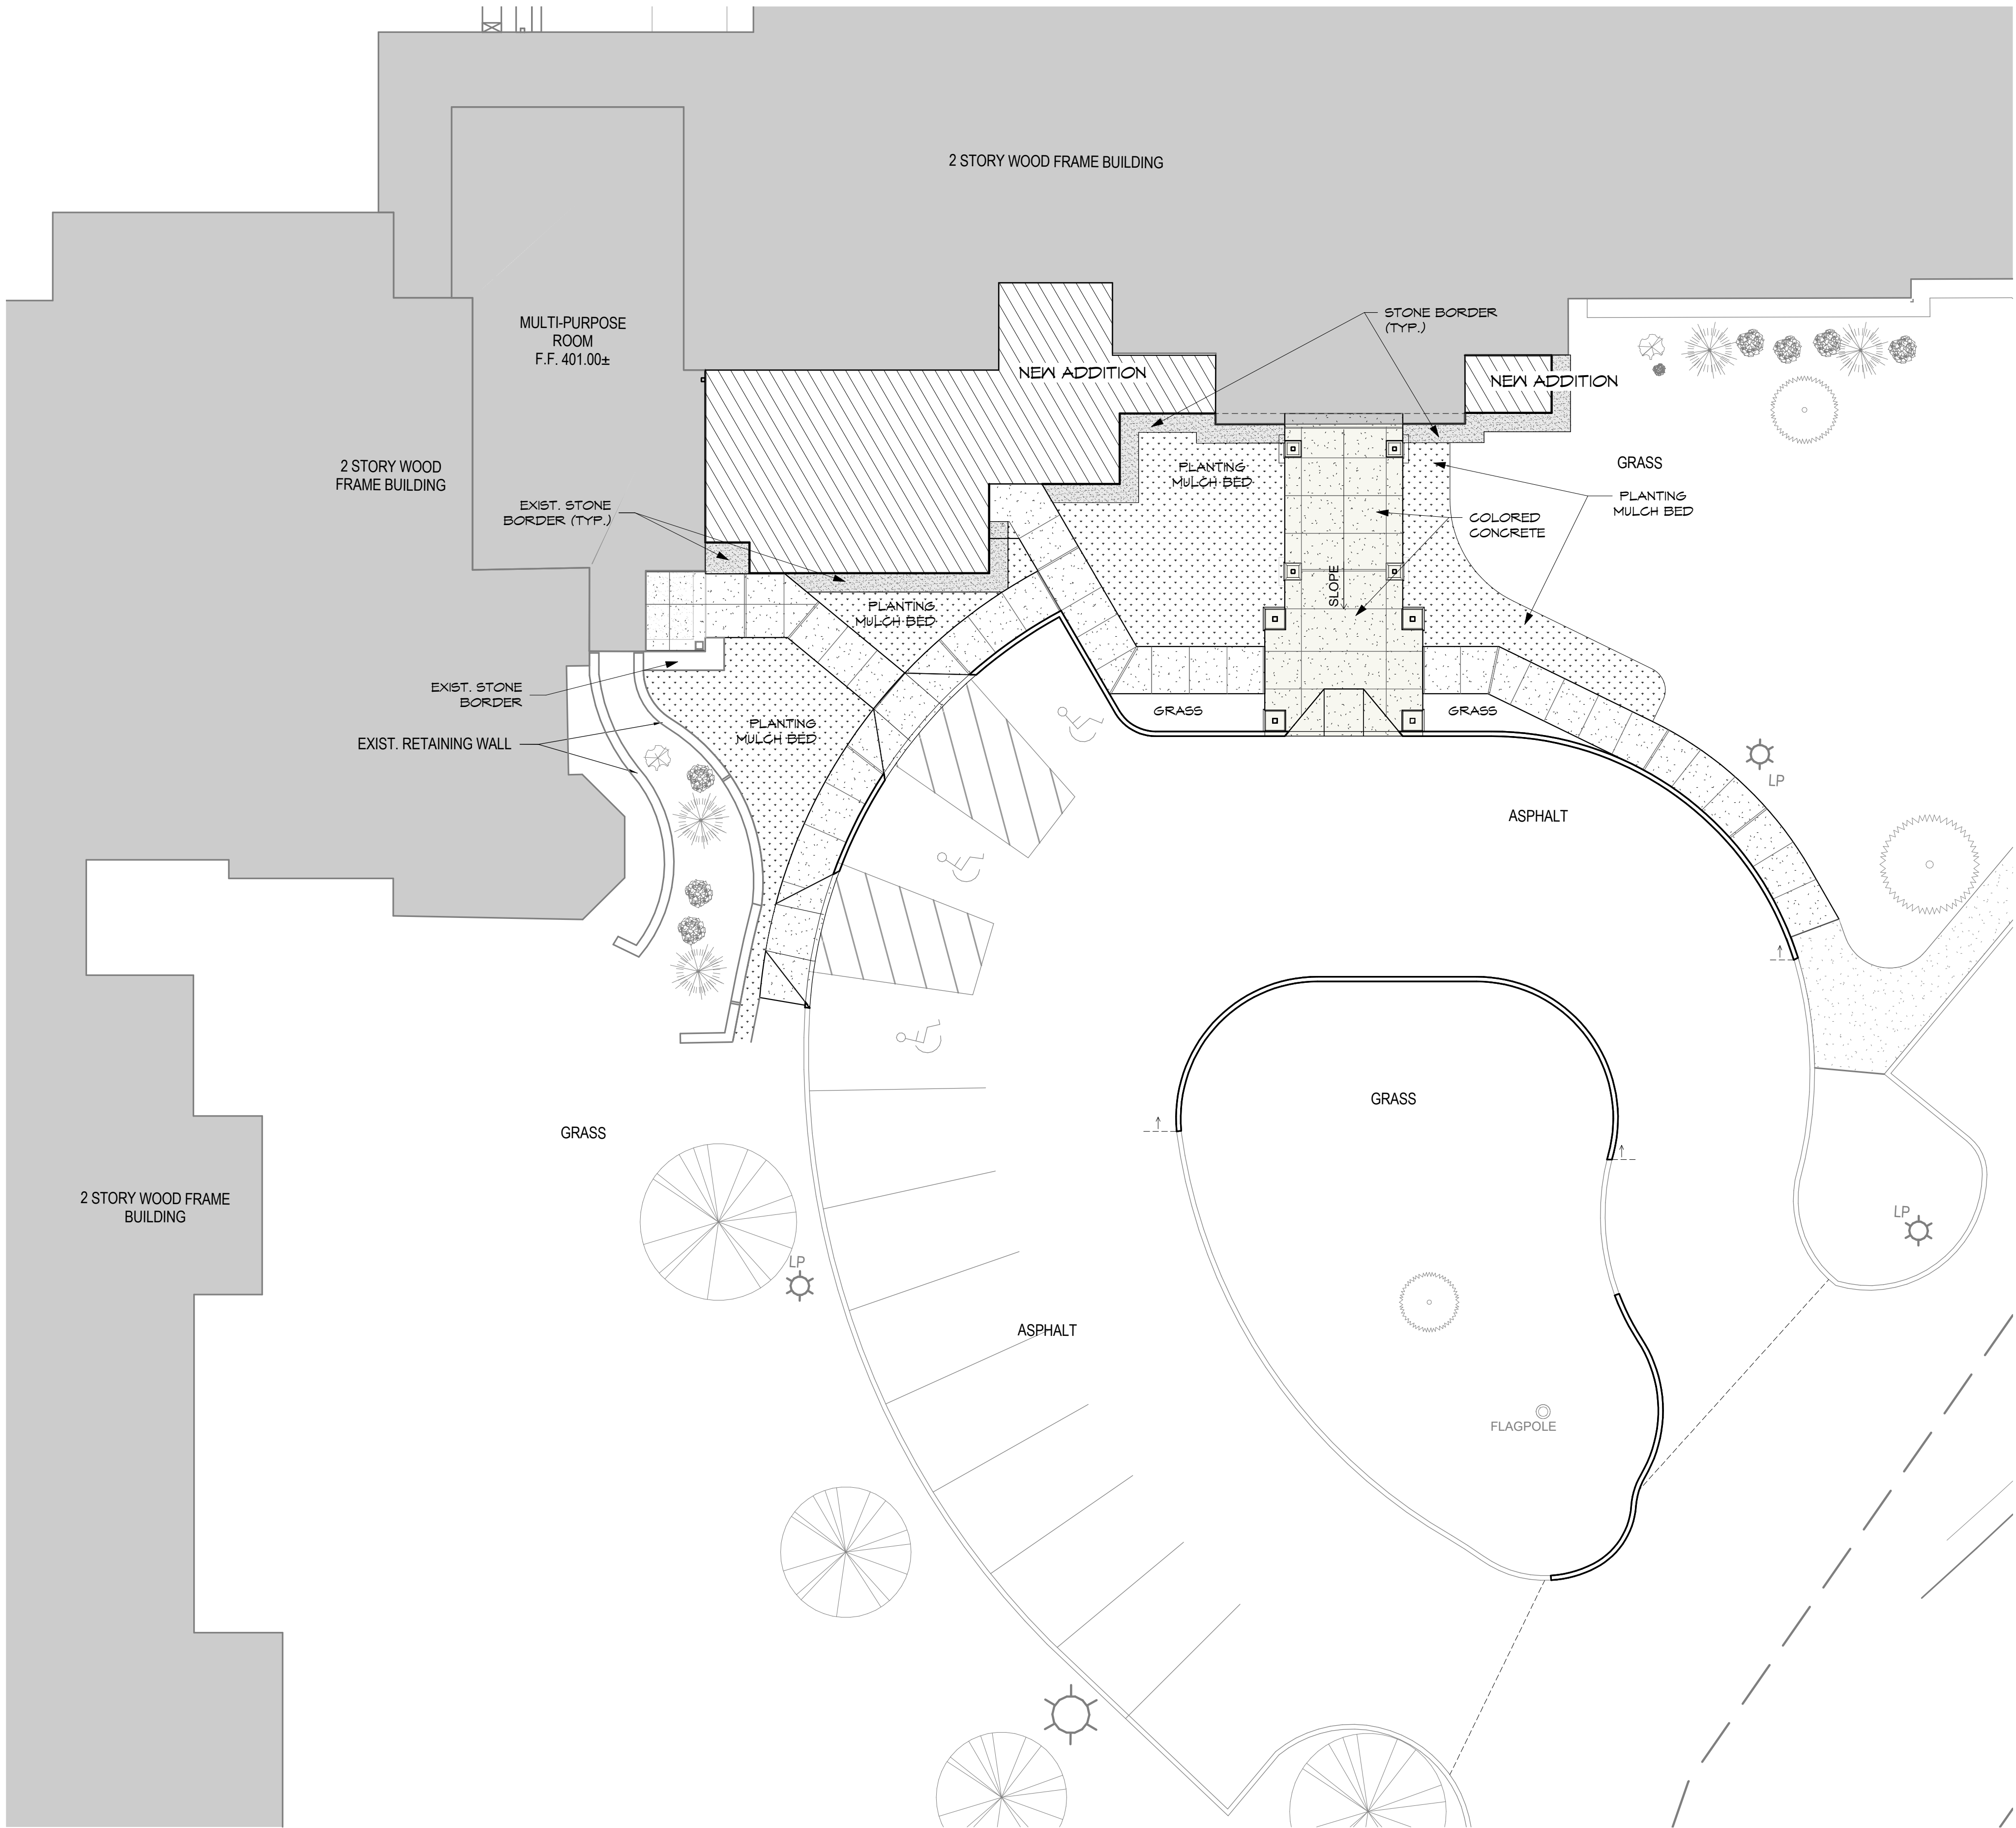 2 STORY WOOD FRAME BUILDING
MULTI-PURPOSE
ROOM
F.F. 401.00±
STONE BORDER
(TYP.)
NEW ADDITION
NEW ADDITION
2 STORY WOOD
FRAME BUILDING
GRASS
PLANTING
MULCH BED
EXIST. STONE
BORDER (TYP.)
PLANTING
MULCH BED
COLORED
CONCRETE
SLOPE
PLANTING
MULCH BED
EXIST. STONE
BORDER
GRASS
GRASS
PLANTING
MULCH BED
EXIST. RETAINING WALL
LP
ASPHALT
GRASS
GRASS
2 STORY WOOD FRAME
BUILDING
LP
LP
ASPHALT
FLAGPOLE